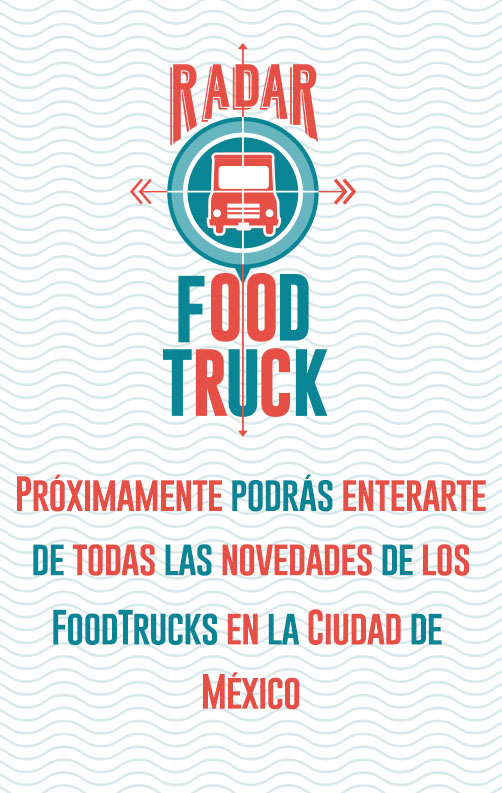 RADAR
FOOD
TRUCK
PRÓXIMAMENTE PODRÁS ENTERARTE
DE TODAS LAS NOVEDADES DE LOS
FOODTRUCKS EN LA CIUDAD DE
MÉXICO